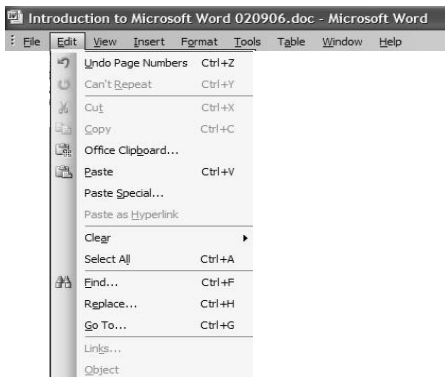 Introduction to Microsoft Word 020906.doc - Microsoft Word
File Edit View Insert Format Tools Table Window Help
Undo Page Numbers Ctrl+Z
Can't Repeat Ctrl+Y
Cut Ctrl+X
Copy Ctrl+C
Office Clipboard...
Paste Ctrl+V
Paste Special...
Paste as Hyperlink
Clear
Select All Ctrl+A
Find... Ctrl+F
Replace... Ctrl+H
Go To... Ctrl+G
Links...
Object